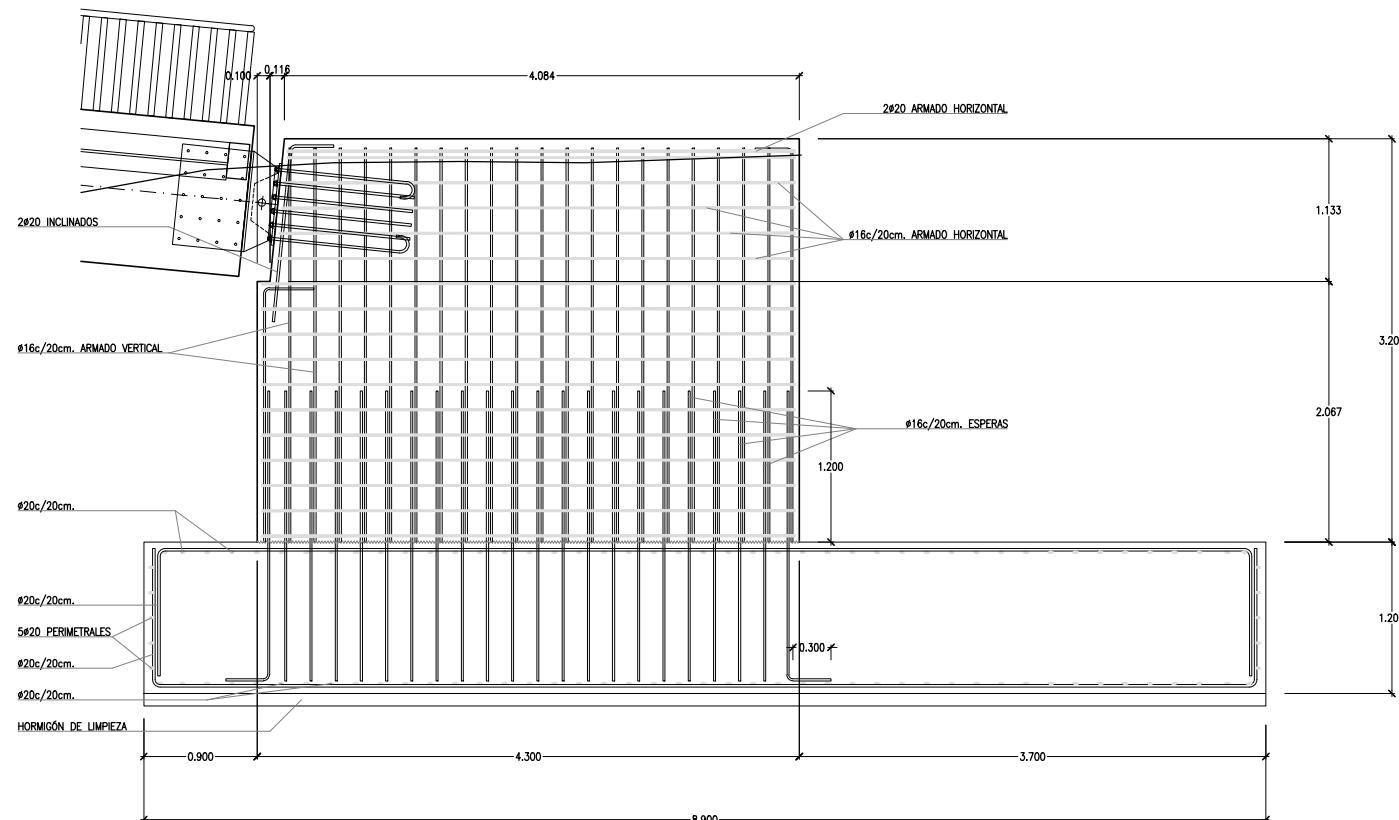 0.100
0.116
4.084
2ø20 ARMADO HORIZONTAL
1.133
2ø20 INCLINADOS
ø16c/20cm. ARMADO HORIZONTAL
3.20
ø16c/20cm. ARMADO VERTICAL
2.067
ø16c/20cm. ESPERAS
1.200
ø20c/20cm.
ø20c/20cm.
1.20
5ø20 PERIMETRALES
0.300
ø20c/20cm.
ø20c/20cm.
HORMIGÓN DE LIMPIEZA
0.900
4.300
3.700
8.900